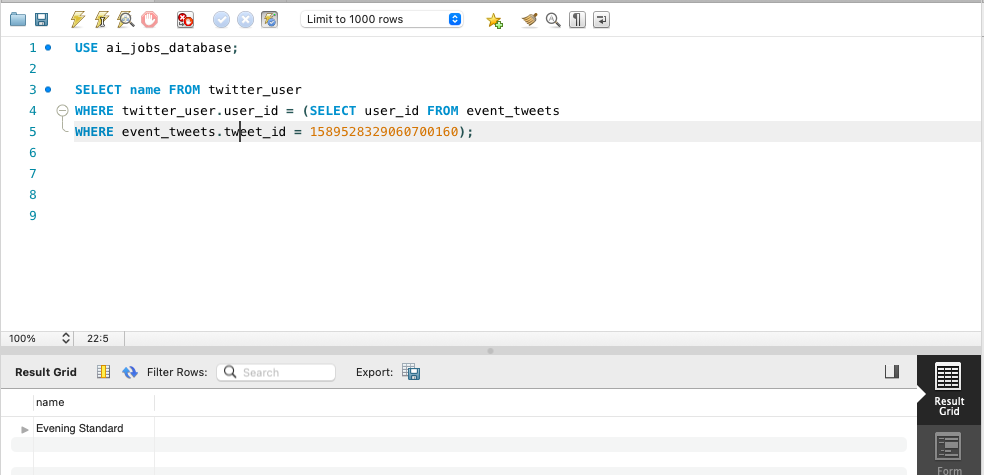 Limit to 1000 rows
1 USE ai_jobs_database;
2
3 SELECT name FROM twitter_user
4 WHERE twitter_user.user_id = (SELECT user_id FROM event_tweets
5 WHERE event_tweets.tweet_id = 1589528329060700160);
6
7
8
9
100% 22:5
Result Grid Filter Rows: Search Export:
name
Evening Standard
Result
Grid
Form